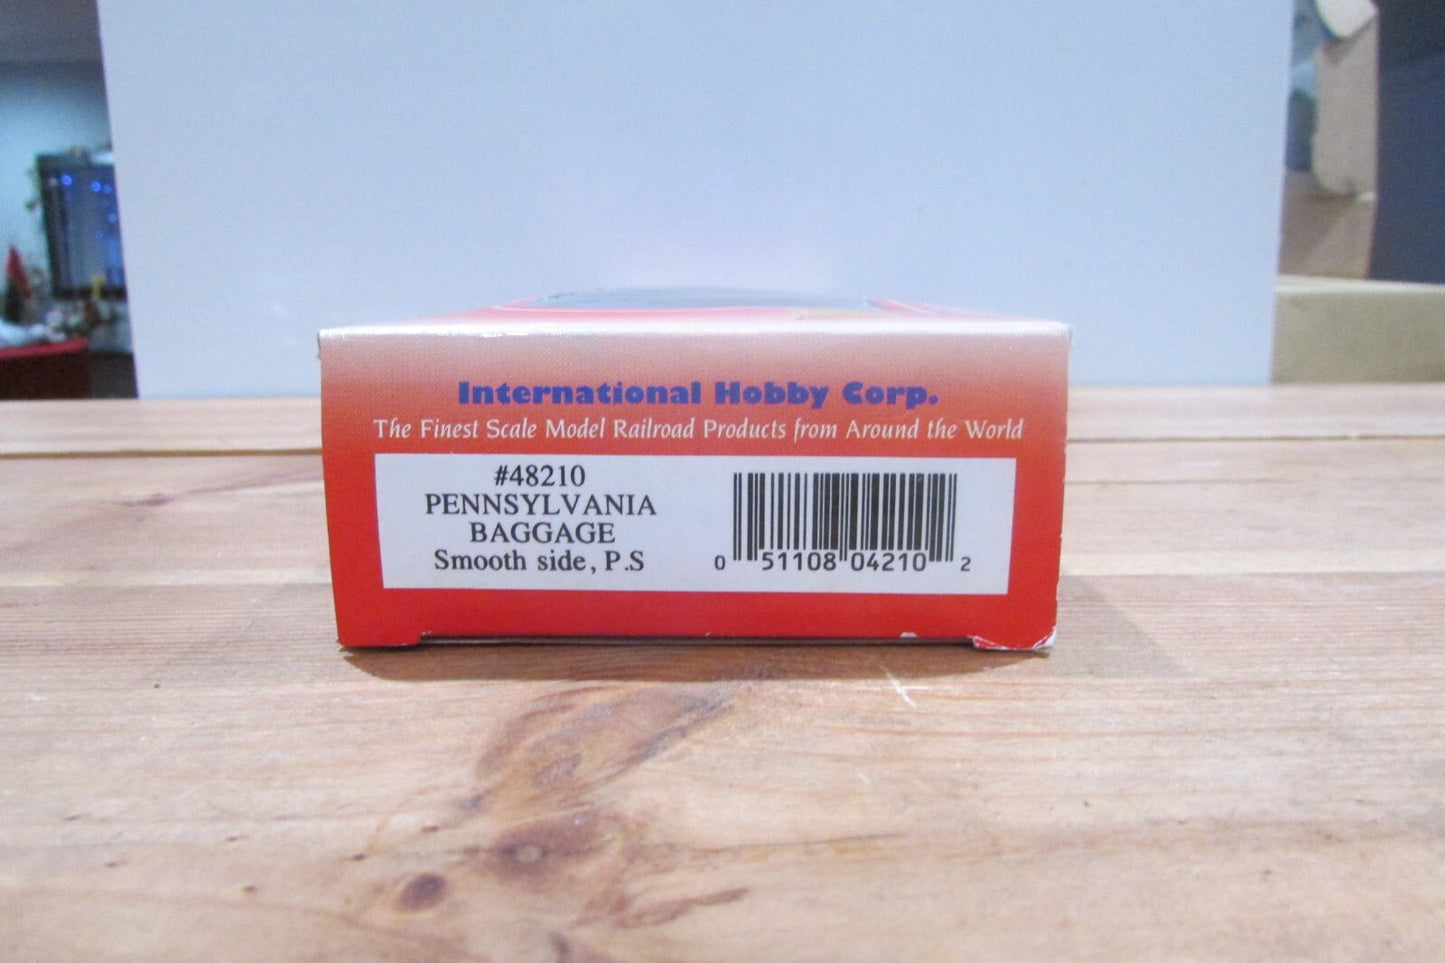 International Hobby Corp.
The Finest Scale Model Railroad Products from Around the World
#48210
PENNSYLVANIA
BAGGAGE
Smooth side, P.S
0 51108 04210 2